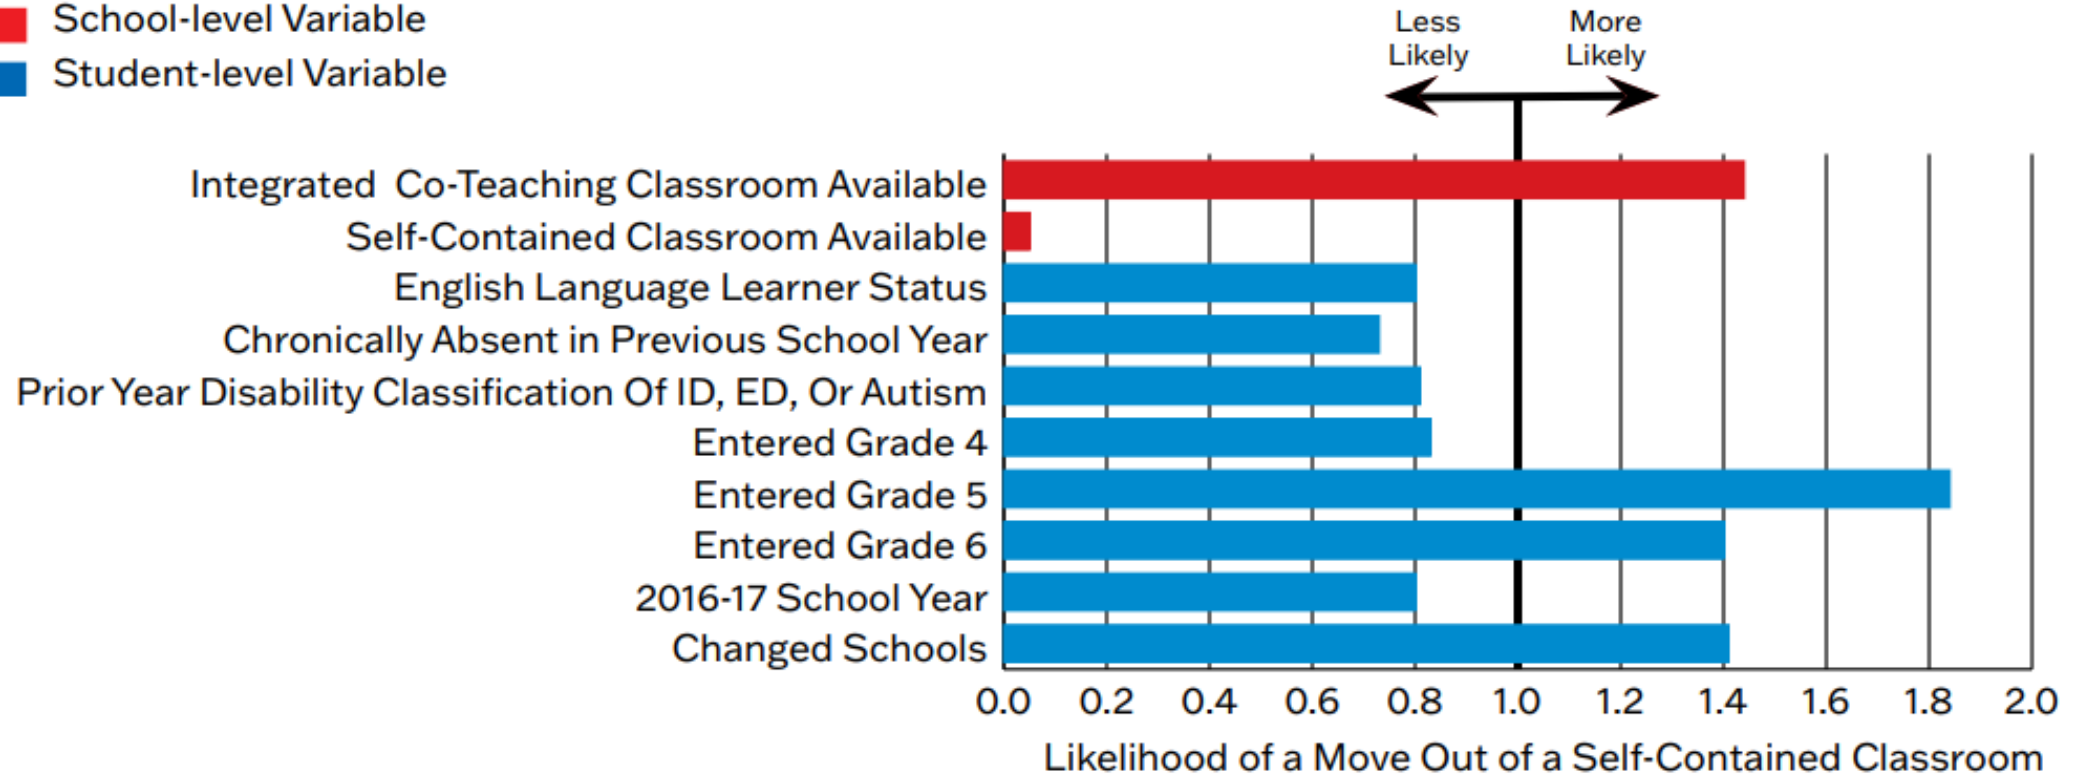 School-level Variable
Student-level Variable
Less
Likely
More
Likely
Integrated Co-Teaching Classroom Available
Self-Contained Classroom Available
English Language Learner Status
Chronically Absent in Previous School Year
Prior Year Disability Classification Of ID, ED, Or Autism
Entered Grade 4
Entered Grade 5
Entered Grade 6
2016-17 School Year
Changed Schools
0.0 0.2 0.4 0.6 0.8 1.0 1.2 1.4 1.6 1.8 2.0
Likelihood of a Move Out of a Self-Contained Classroom